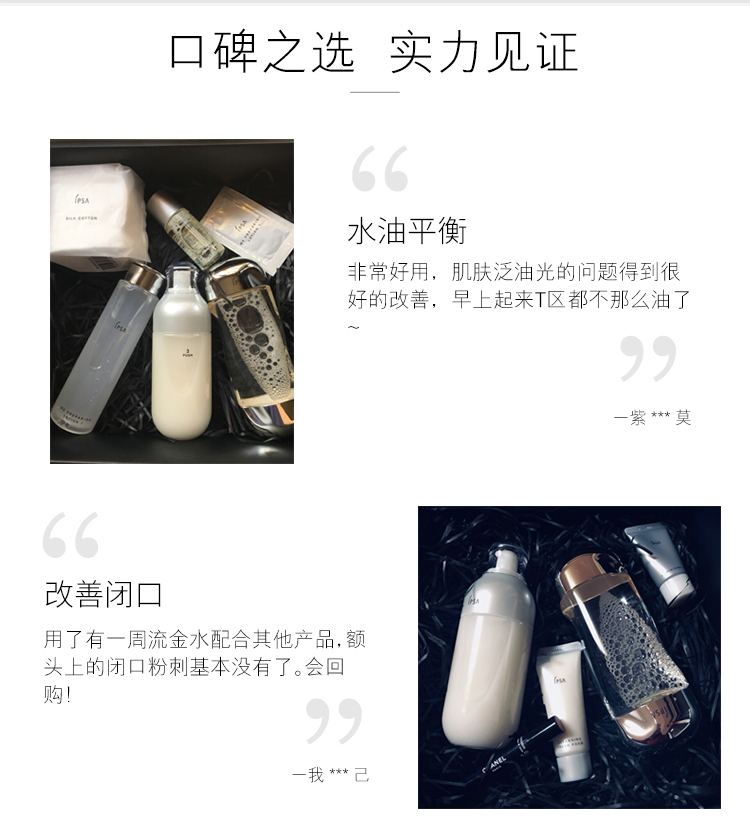 口碑之选 实力见证
IPSA
SILK COTTON
IPSA
IPSA
3
PUSH
ME PREPARING
“
水油平衡
非常好用，肌肤泛油光的问题得到很
好的改善，早上起来T区都不那么油了
~
”
—紫 *** 莫
“
改善闭口
用了有一周流金水配合其他产品,额
头上的闭口粉刺基本没有了。会回
购！
”
—我 *** 己
IPSA
IPSA